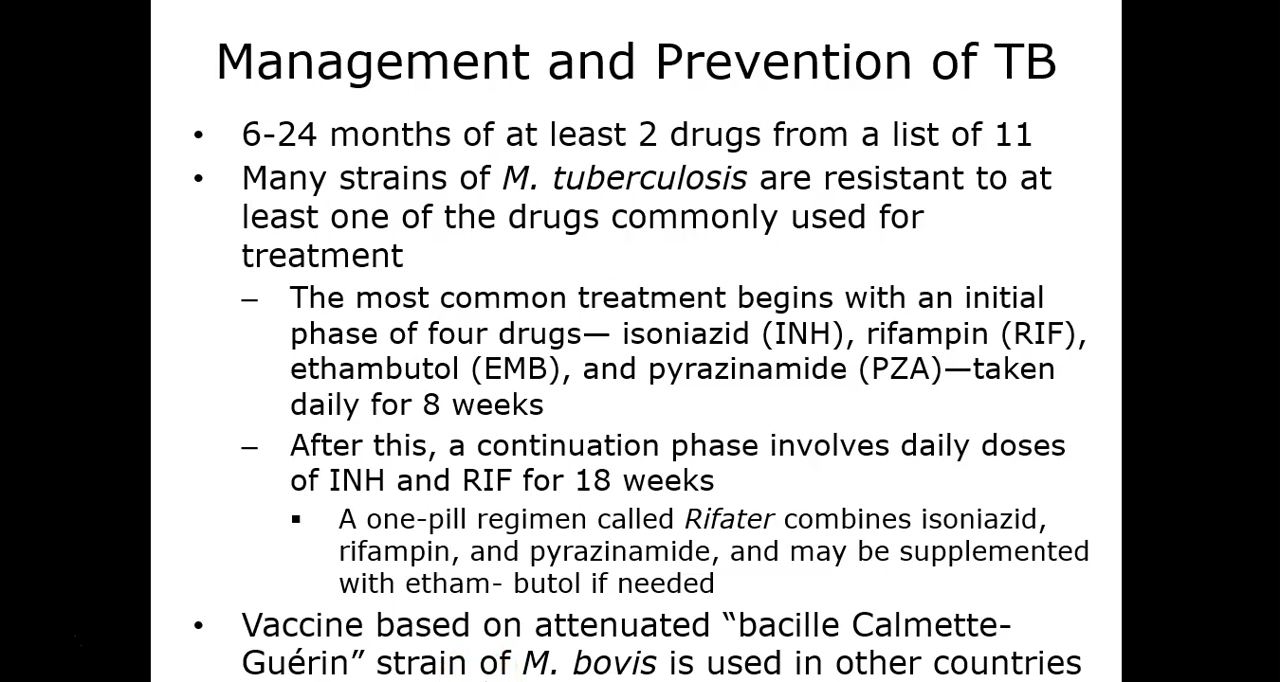 Management and Prevention of TB
• 6-24 months of at least 2 drugs from a list of 11
• Many strains of M. tuberculosis are resistant to at
least one of the drugs commonly used for
treatment
– The most common treatment begins with an initial
phase of four drugs— isoniazid (INH), rifampin (RIF),
ethambutol (EMB), and pyrazinamide (PZA)—taken
daily for 8 weeks
– After this, a continuation phase involves daily doses
of INH and RIF for 18 weeks
▪ A one-pill regimen called Rifater combines isoniazid,
rifampin, and pyrazinamide, and may be supplemented
with etham- butol if needed
• Vaccine based on attenuated “bacille Calmette-
Guérin” strain of M. bovis is used in other countries